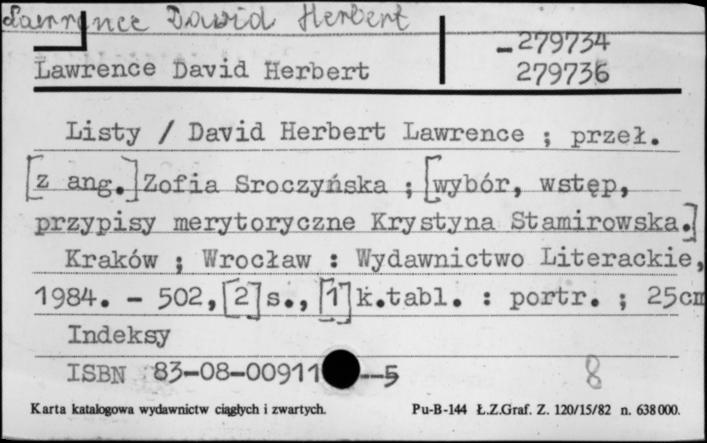 Lawrence David Herbert
279734
Lawrence David Herbert 279736
Listy / David Herbert Lawrence ; przeł.
[z ang.] Zofia Sroczyńska ; [wybór, wstęp,
przypisy merytoryczne Krystyna Stamirowska.]
Kraków ; Wrocław : Wydawnictwo Literackie,
1984. - 502, [2] s., [1] k.tabl. : portr. ; 25cm
Indeksy
ISBN 83-08-00911 -5 8
Karta katalogowa wydawnictw ciągłych i zwartych. Pu-B-144 Ł.Z.Graf. Z. 120/15/82 n. 638000.